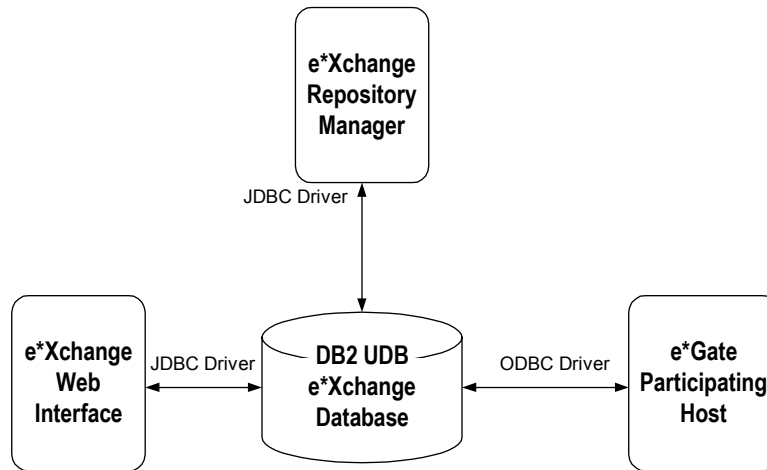 e*Xchange
Repository
Manager
JDBC Driver
e*Xchange
Web
Interface
JDBC Driver
DB2 UDB
e*Xchange
Database
ODBC Driver
e*Gate
Participating
Host